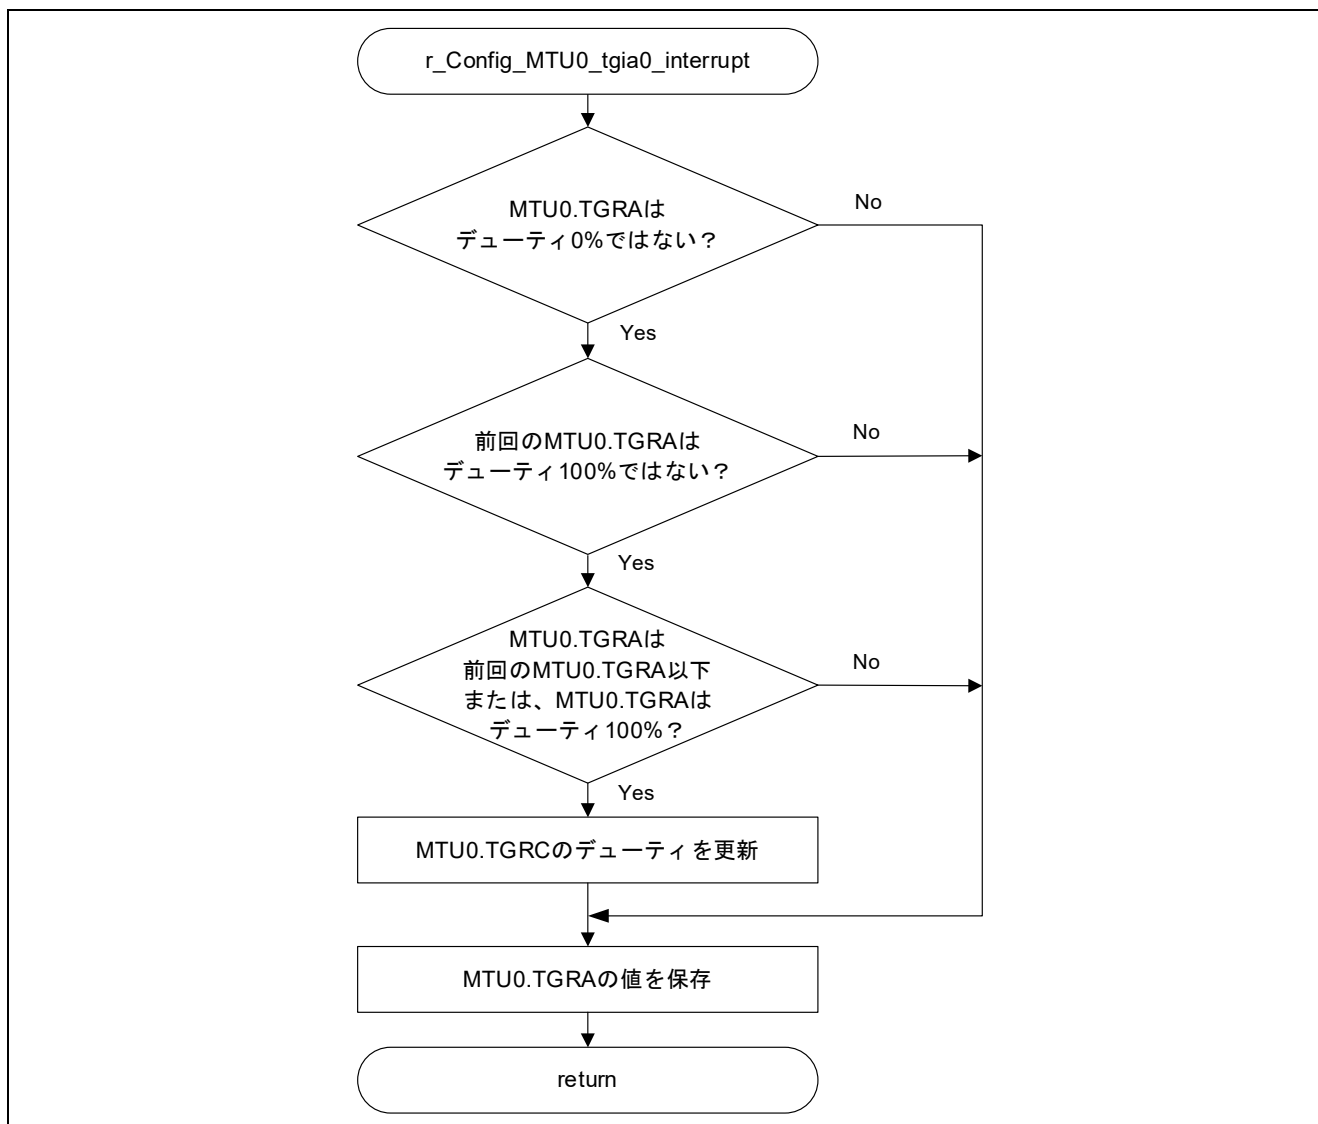 r_Config_MTU0_tgia0_interrupt
MTU0.TGRAは
デューティ0%ではない？
No
Yes
前回のMTU0.TGRAは
デューティ100%ではない？
No
Yes
MTU0.TGRAは
前回のMTU0.TGRA以下
または、MTU0.TGRAは
デューティ100%？
No
Yes
MTU0.TGRCのデューティを更新
MTU0.TGRAの値を保存
return